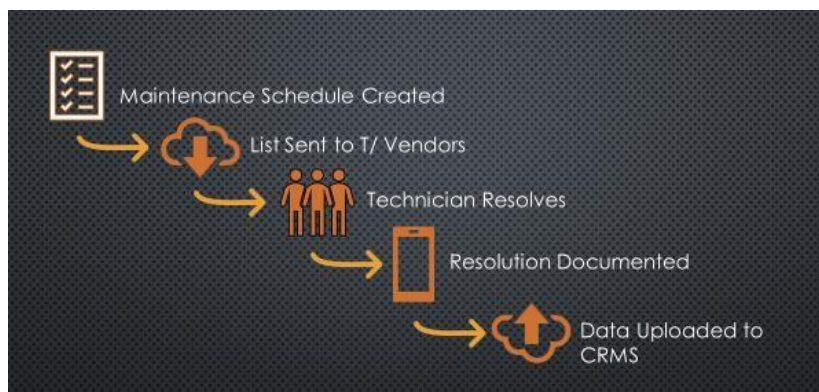 Maintenance Schedule Created
List Sent to T/ Vendors
Technician Resolves
Resolution Documented
Data Uploaded to
CRMS